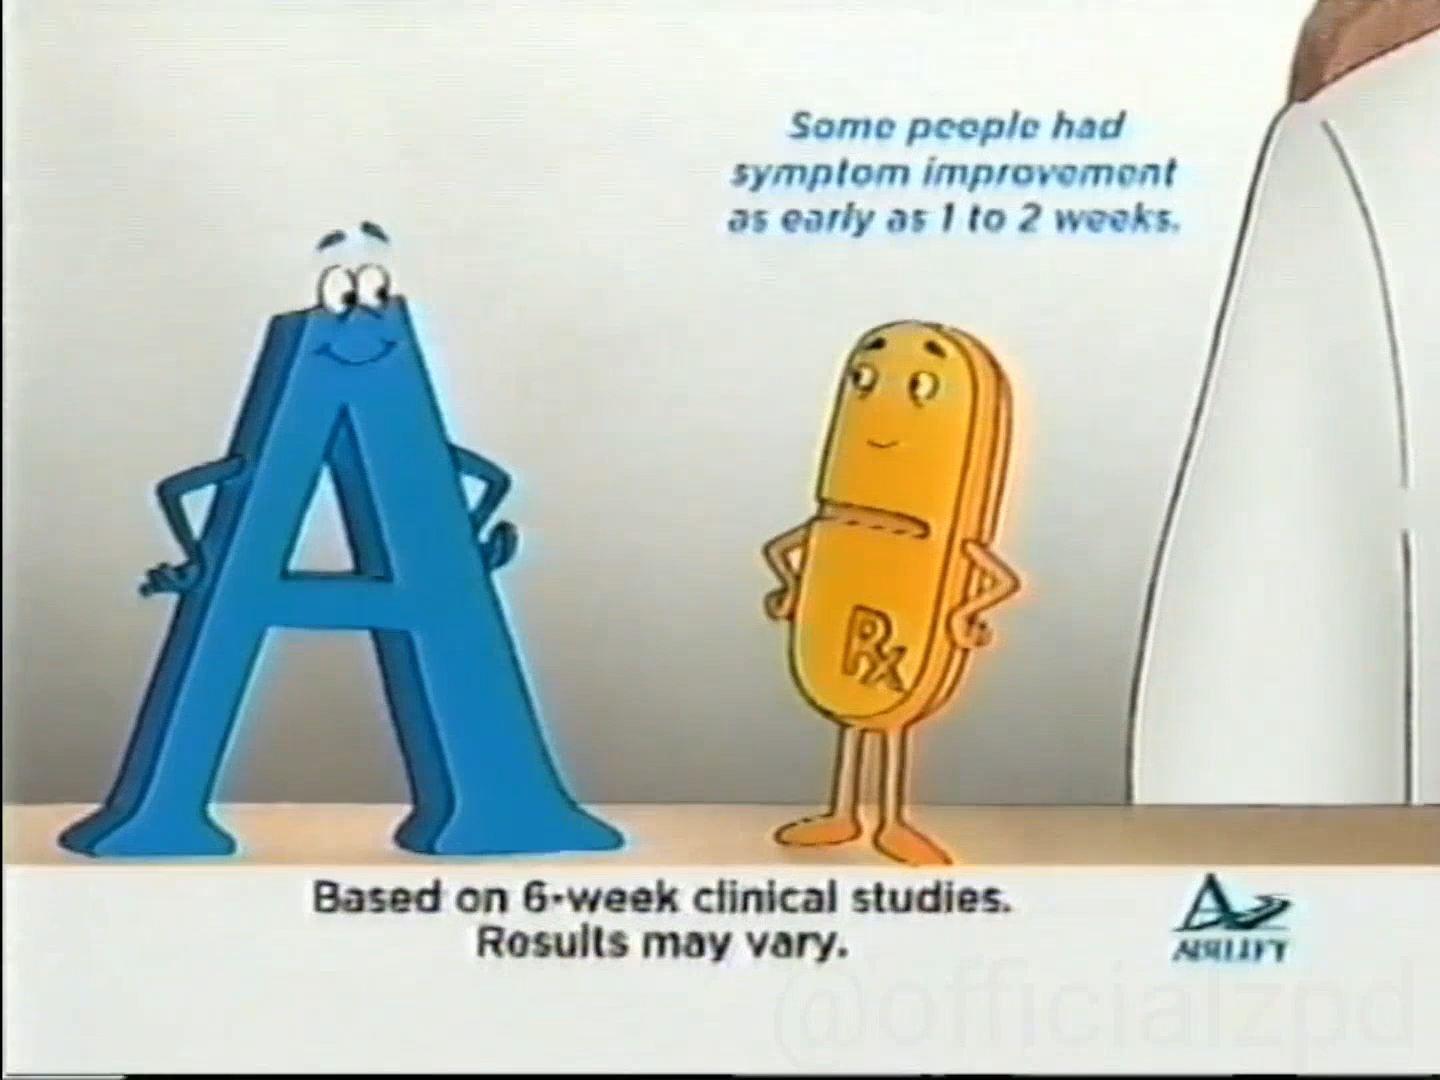 Some people had
symptom improvement
as early as 1 to 2 weeks.
A
Rx
Based on 6-week clinical studies.
Results may vary.
ABILIFY
@officialzpd